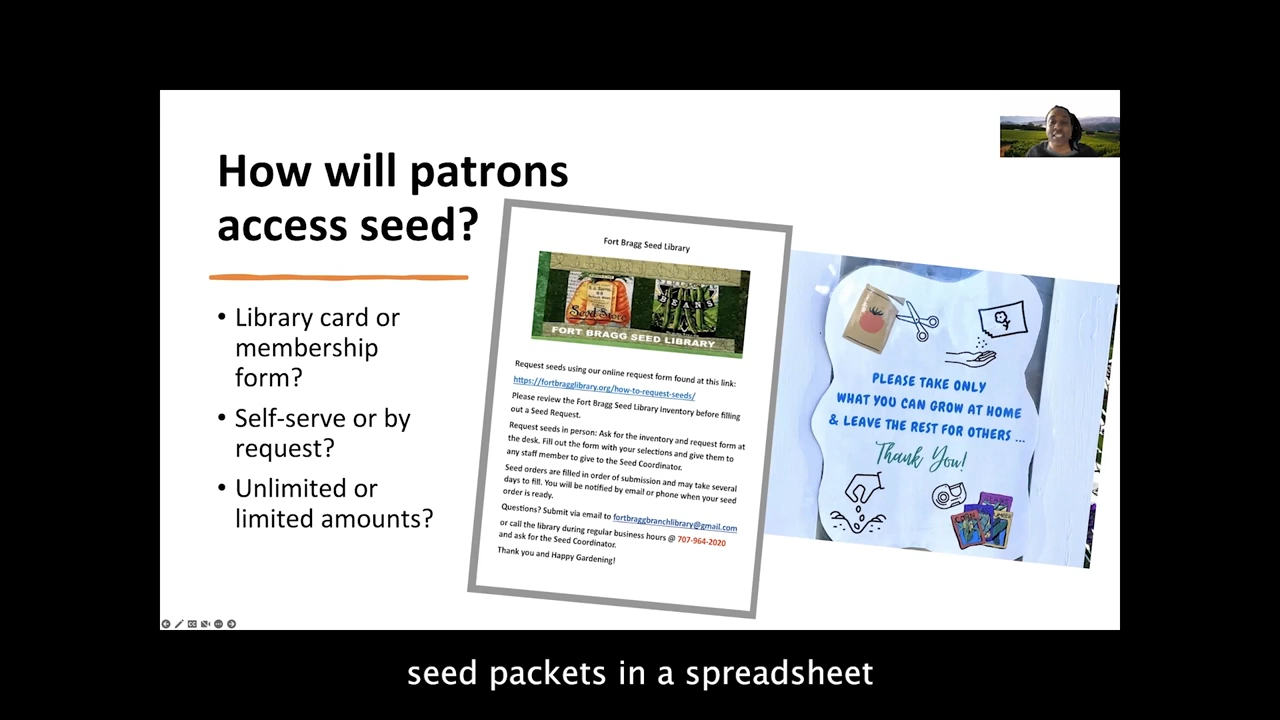 How will patrons
access seed?
• Library card or
membership
form?
• Self-serve or by
request?
• Unlimited or
limited amounts?
Fort Bragg Seed Library
Seed Store
BEANS
FORT BRAGG SEED LIBRARY
Request seeds using our online request form found at this link:
https://fortbragglibrary.org/how-to-request-seeds/
Please review the Fort Bragg Seed Library inventory before filling
out a Seed Request.
Request seeds in person: Ask for the inventory and request form at
the desk. Fill out the form with your selections and give them to
any staff member to give to the Seed Coordinator.
Seed orders are filled in order of submission and may take several
days to fill. You will be notified by email or phone when your seed
order is ready.
Questions? Submit via email to fortbraggbranchlibrary@gmail.com
or call the library during regular business hours @ 707-964-2020
and ask for the Seed Coordinator.
Thank you and Happy Gardening!
PLEASE TAKE ONLY
WHAT YOU CAN GROW AT HOME
& LEAVE THE REST FOR OTHERS ...
Thank You!
seed packets in a spreadsheet